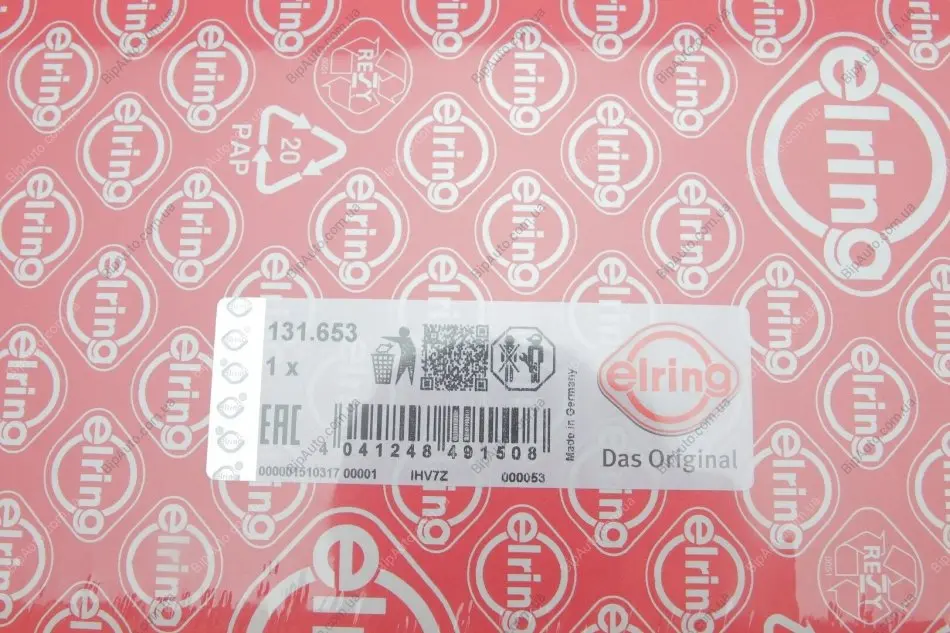 elring
RESY
20
PAP
131.653
1 x
EAC
4 041248 491508
000001510317 00001
IHV7Z
000053
Made in Germany
elring
Das Original
BipAuto.com.ua